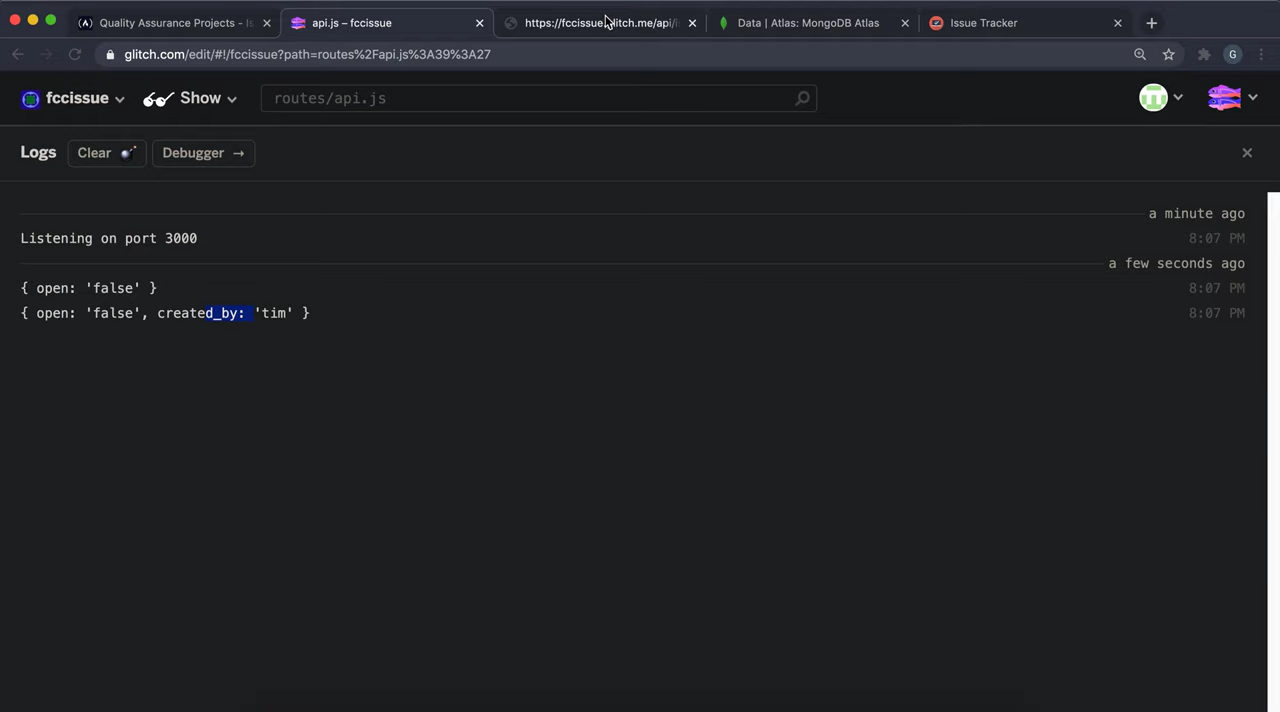 Quality Assurance Projects - Is
api.js – fccissue
https://fccissue.glitch.me/api/i
Data | Atlas: MongoDB Atlas
Issue Tracker
glitch.com/edit/#!/fccissue?path=routes%2Fapi.js%3A39%3A27
G
fccissue
Show
routes/api.js
Logs
Clear
Debugger →
a minute ago
Listening on port 3000
8:07 PM
a few seconds ago
{ open: 'false' }
8:07 PM
{ open: 'false', created_by: 'tim' }
8:07 PM